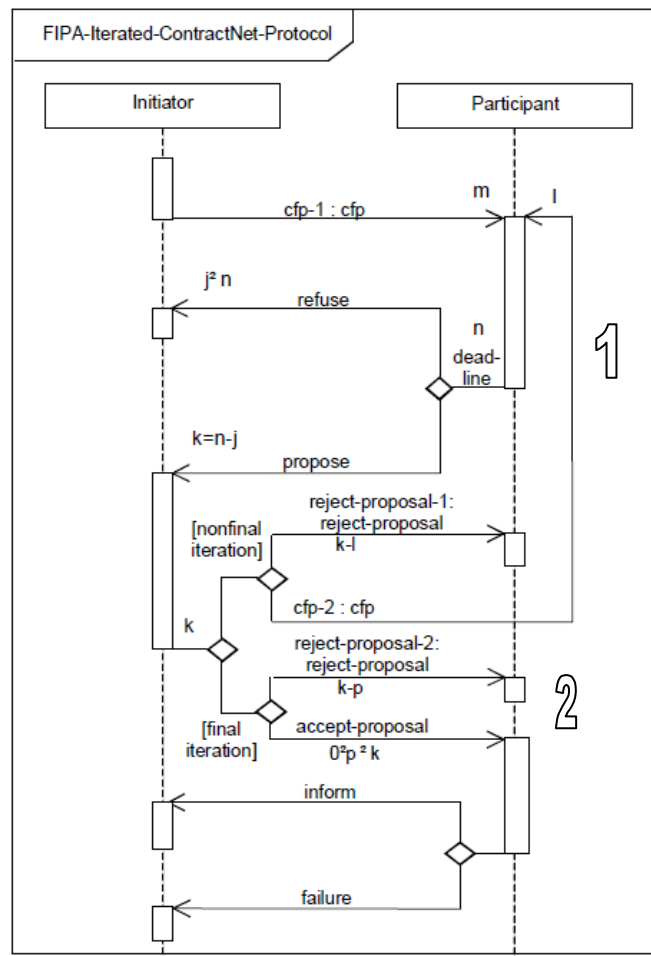 FIPA-Iterated-ContractNet-Protocol
Initiator
Participant
m
l
cfp-1 : cfp
j² n
refuse
n
dead-
line
1
k=n-j
propose
reject-proposal-1:
reject-proposal
[nonfinal
iteration]
k-l
cfp-2 : cfp
k
reject-proposal-2:
reject-proposal
k-p
2
[final
iteration]
accept-proposal
0²p ² k
inform
failure